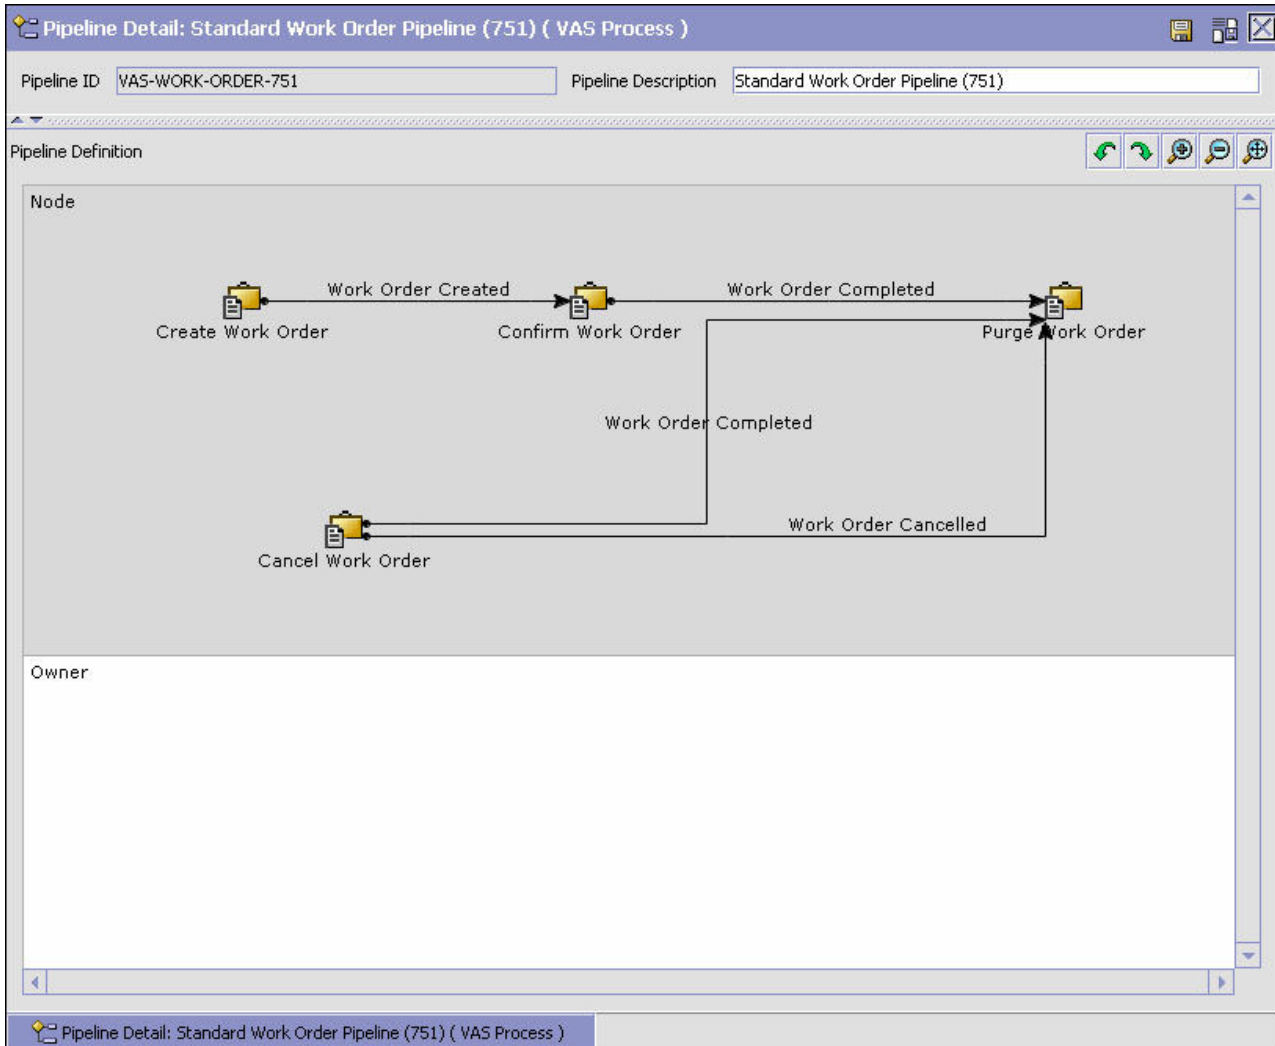 Pipeline Detail: Standard Work Order Pipeline (751) ( VAS Process )
Pipeline ID VAS-WORK-ORDER-751 Pipeline Description Standard Work Order Pipeline (751)
Pipeline Definition
Node
Work Order Created Work Order Completed
Create Work Order Confirm Work Order Purge Work Order
Work Order Completed
Work Order Cancelled
Cancel Work Order
Owner
Pipeline Detail: Standard Work Order Pipeline (751) ( VAS Process )